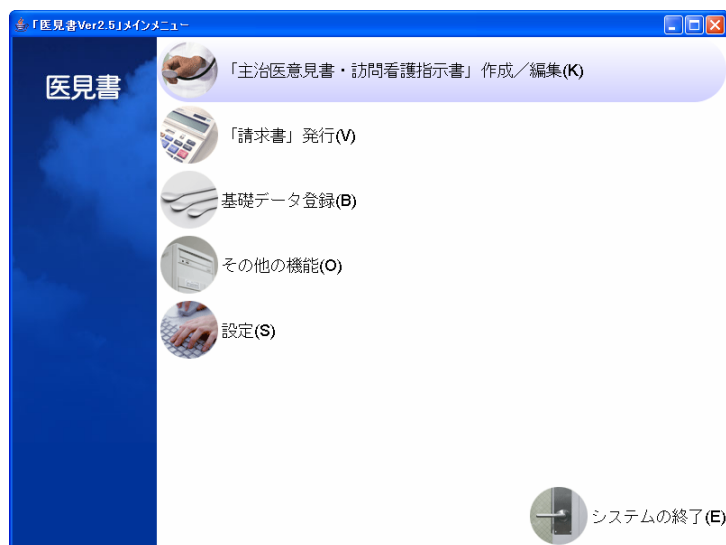 「医見書Ver2.5」メインメニュー
医見書
「主治医意見書・訪問看護指示書」作成／編集(K)
「請求書」発行(V)
基礎データ登録(B)
その他の機能(O)
設定(S)
システムの終了(E)